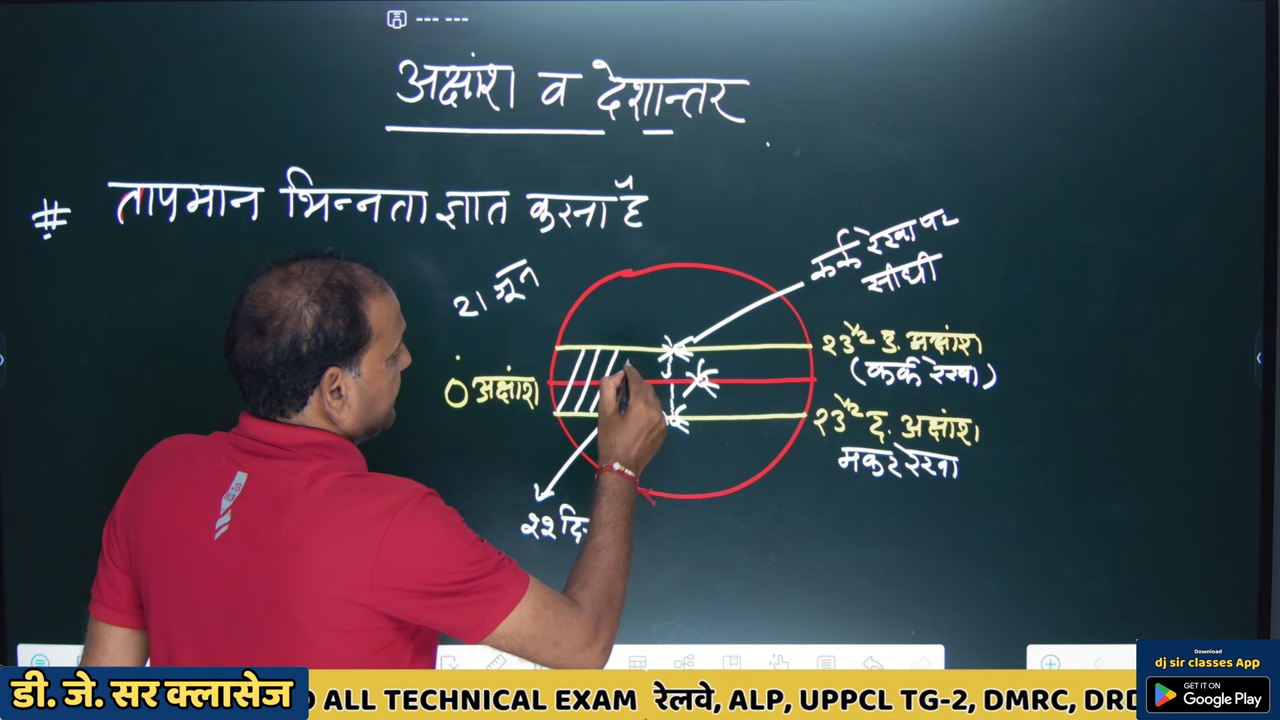 अक्षांश व देशान्तर
# तापमान भिन्नता ज्ञात करना है
21 जून
कर्क रेखा पर
सीधी
23½ उ. अक्षांश
(कर्क रेखा)
0 अक्षांश
23½ द. अक्षांश
मकर रेखा
22 दि
डी. जे. सर क्लासेज
O ALL TECHNICAL EXAM रेलवे, ALP, UPPCL TG-2, DMRC, DRD
Download
dj sir classes App
GET IT ON
Google Play